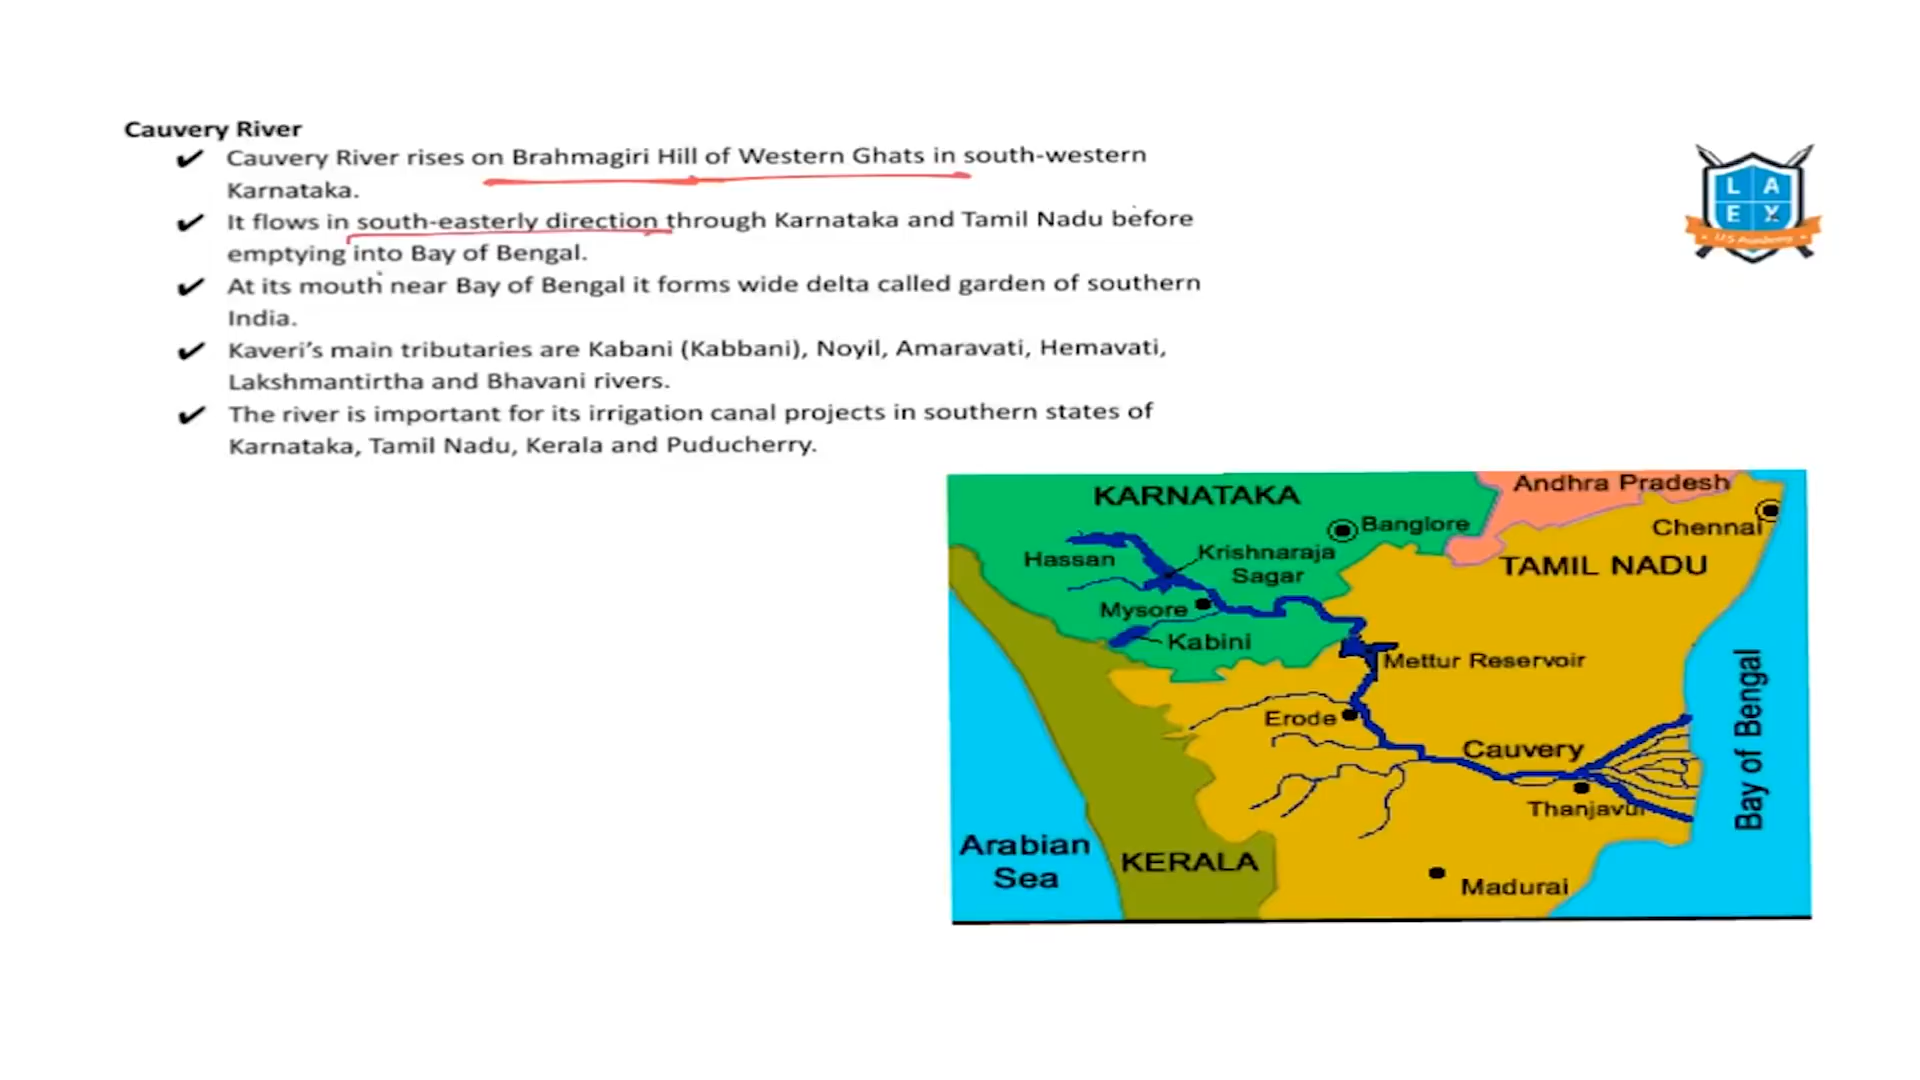 Cauvery River
✔ Cauvery River rises on Brahmagiri Hill of Western Ghats in south-western
Karnataka.
✔ It flows in south-easterly direction through Karnataka and Tamil Nadu before
emptying into Bay of Bengal.
✔ At its mouth near Bay of Bengal it forms wide delta called garden of southern
India.
✔ Kaveri’s main tributaries are Kabani (Kabbani), Noyil, Amaravati, Hemavati,
Lakshmantirtha and Bhavani rivers.
✔ The river is important for its irrigation canal projects in southern states of
Karnataka, Tamil Nadu, Kerala and Puducherry.
L A
E X
U S Academy
KARNATAKA
Andhra Pradesh
Banglore
Chennai
Hassan
Krishnaraja
Sagar
TAMIL NADU
Mysore
Kabini
Mettur Reservoir
Erode
Cauvery
Thanjavur
Bay of Bengal
Arabian
Sea
KERALA
Madurai